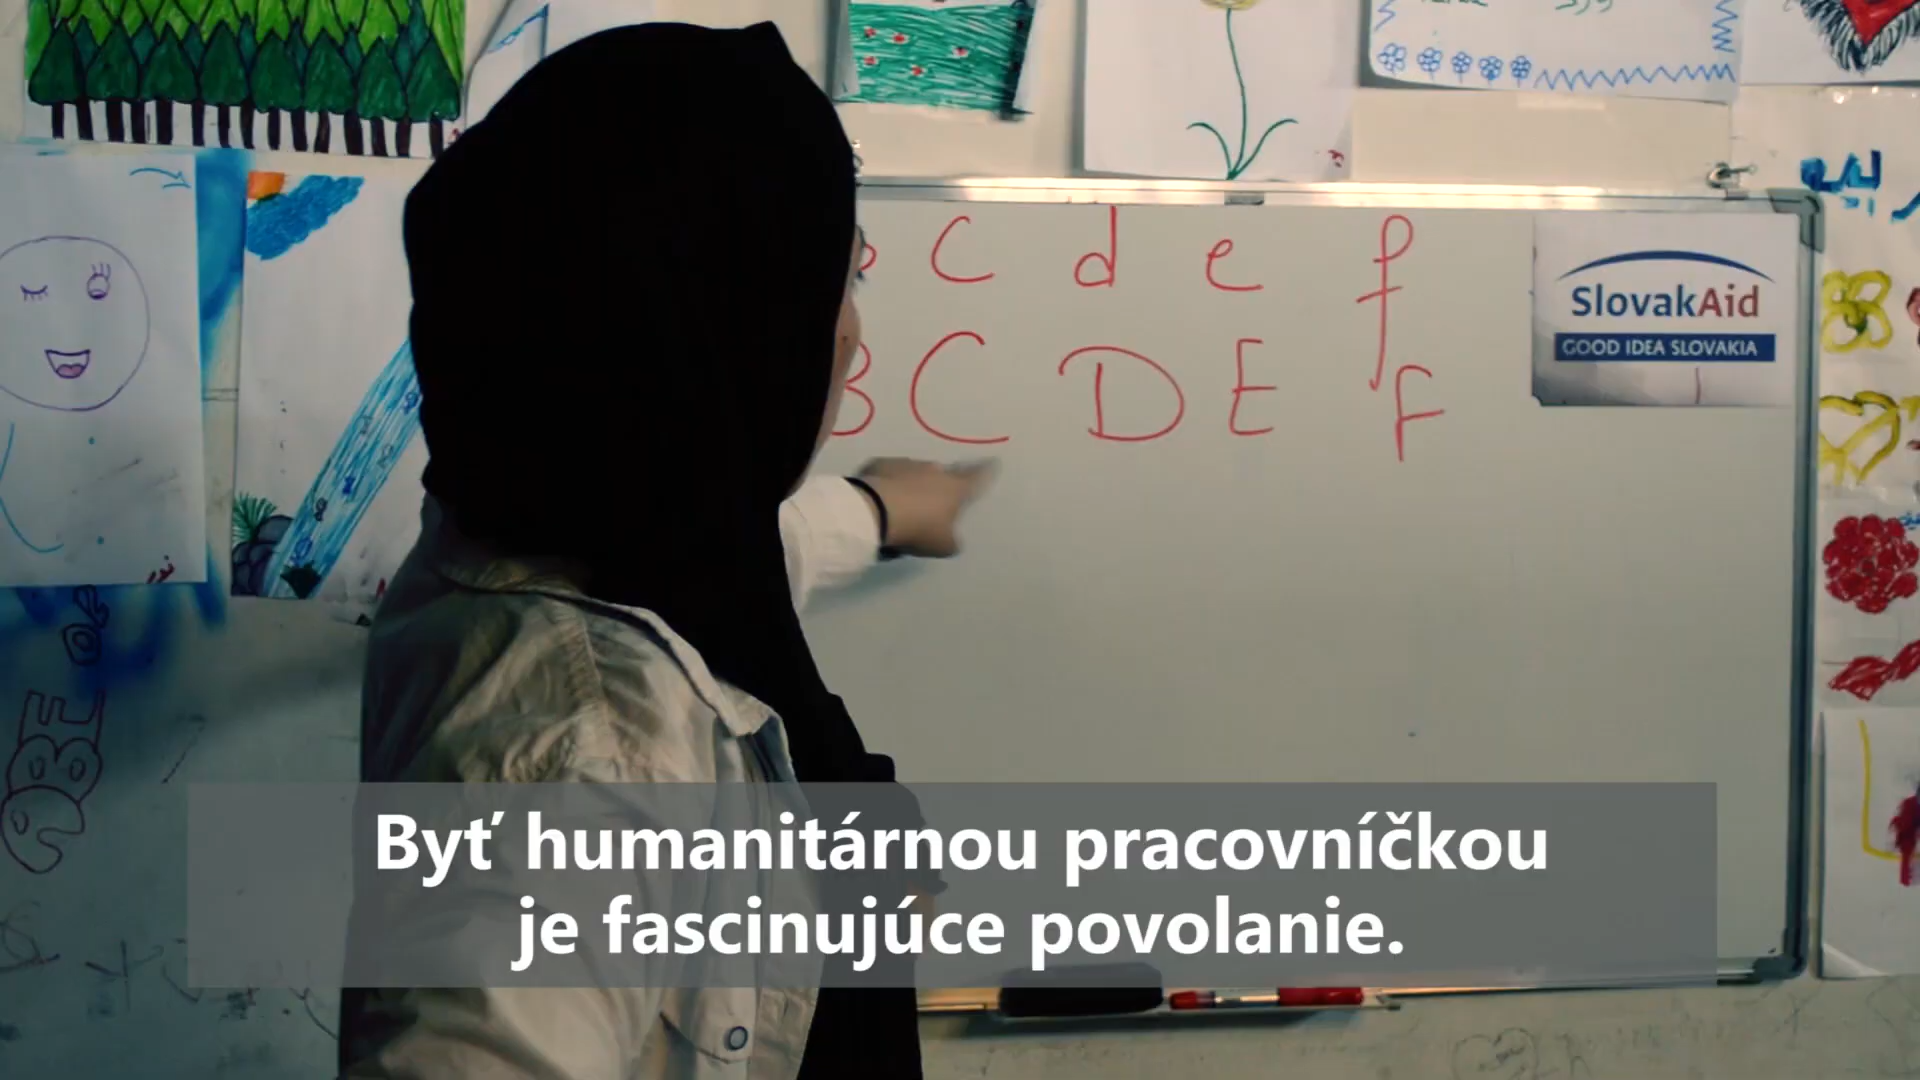 C d e f
B C D E F
SlovakAid
GOOD IDEA SLOVAKIA
Byť humanitárnou pracovníčkou
je fascinujúce povolanie.